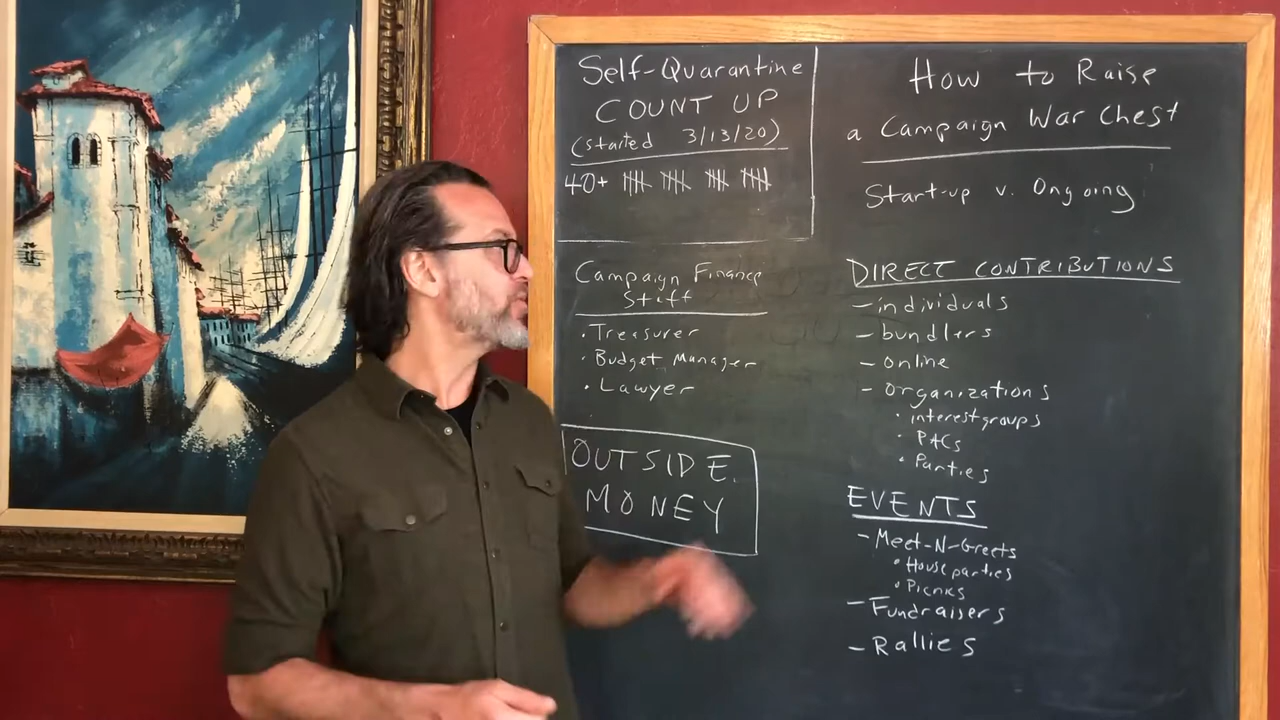 Self-Quarantine
COUNT UP
(started 3/13/20)
40+
Campaign Finance
Staff
• Treasurer
• Budget Manager
• Lawyer
OUTSIDE
MONEY
How to Raise
a Campaign War Chest
Start-up v. Ongoing
DIRECT CONTRIBUTIONS
- individuals
- bundlers
- online
- organizations
• interest groups
• PACs
• Parties
EVENTS
- Meet-N-Greets
• House parties
• Picnics
- Fundraisers
- Rallies